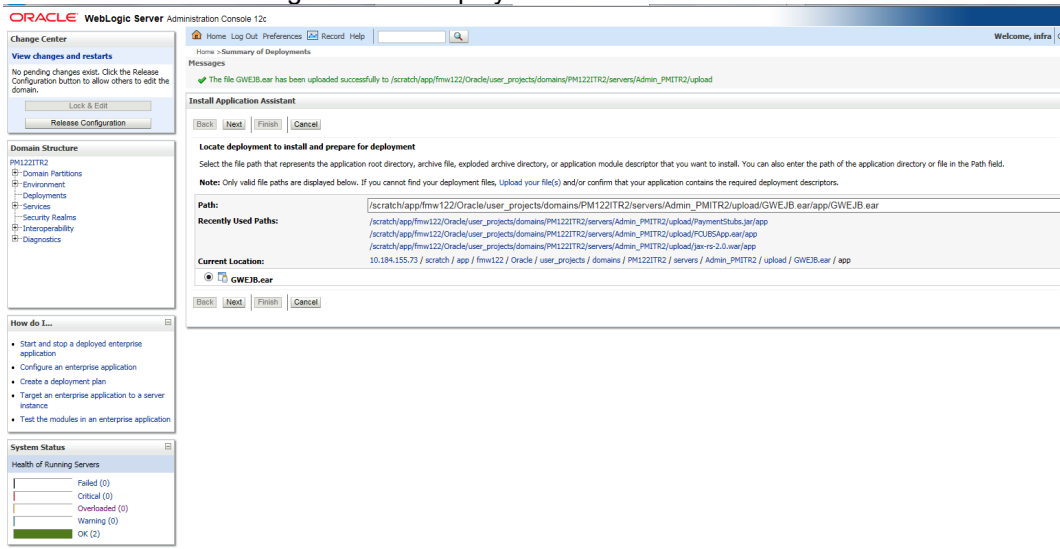 ORACLE WebLogic Server Administration Console 12c
Change Center
View changes and restarts
No pending changes exist. Click the Release
Configuration button to allow others to edit the
domain.
Lock & Edit
Release Configuration
Domain Structure
PM122ITR2
Domain Partitions
Environment
Deployments
Services
Security Realms
Interoperability
Diagnostics
How do I...
Start and stop a deployed enterprise
application
Configure an enterprise application
Create a deployment plan
Target an enterprise application to a server
instance
Test the modules in an enterprise application
System Status
Health of Running Servers
Failed (0)
Critical (0)
Overloaded (0)
Warning (0)
OK (2)
Home Log Out Preferences Record Help
Welcome, infra
Home >Summary of Deployments
Messages
The file GWEJB.ear has been uploaded successfully to /scratch/app/fmw122/Oracle/user_projects/domains/PM122ITR2/servers/Admin_PMITR2/upload
Install Application Assistant
Back Next Finish Cancel
Locate deployment to install and prepare for deployment
Select the file path that represents the application root directory, archive file, exploded archive directory, or application module descriptor that you want to install. You can also enter the path of the application directory or file in the Path field.
Note: Only valid file paths are displayed below. If you cannot find your deployment files, Upload your file(s) and/or confirm that your application contains the required deployment descriptors.
Path: /scratch/app/fmw122/Oracle/user_projects/domains/PM122ITR2/servers/Admin_PMITR2/upload/GWEJB.ear/app/GWEJB.ear
Recently Used Paths: /scratch/app/fmw122/Oracle/user_projects/domains/PM122ITR2/servers/Admin_PMITR2/upload/PaymentStubs.jar/app
/scratch/app/fmw122/Oracle/user_projects/domains/PM122ITR2/servers/Admin_PMITR2/upload/FCUBSApp.ear/app
/scratch/app/fmw122/Oracle/user_projects/domains/PM122ITR2/servers/Admin_PMITR2/upload/jax-rs-2.0.war/app
Current Location: 10.184.155.73 / scratch / app / fmw122 / Oracle / user_projects / domains / PM122ITR2 / servers / Admin_PMITR2 / upload / GWEJB.ear / app
GWEJB.ear
Back Next Finish Cancel